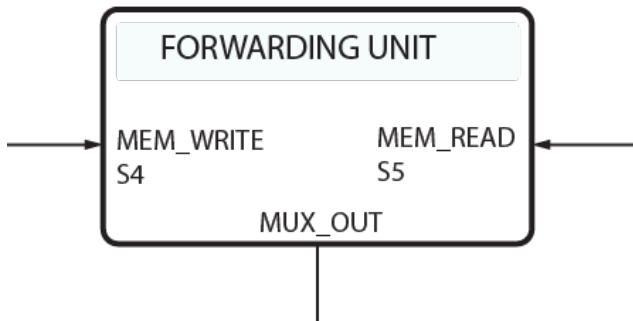 FORWARDING UNIT
MEM_WRITE MEM_READ
S4 S5
MUX_OUT